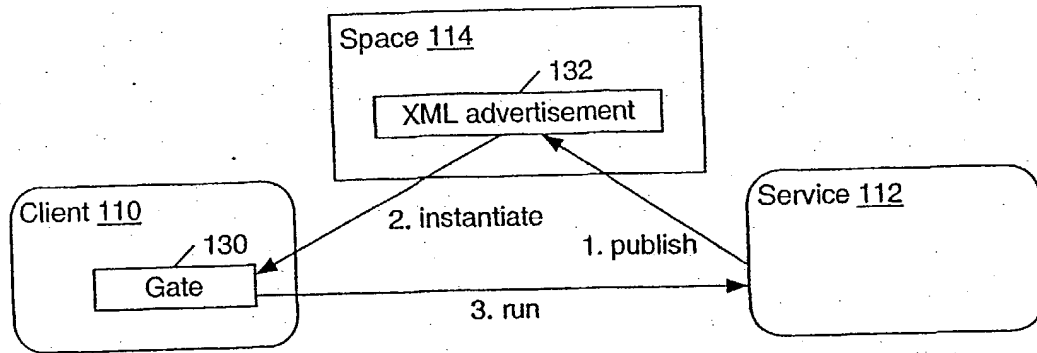 Space 114
132
XML advertisement
Client 110
130
Gate
2. instantiate
1. publish
Service 112
3. run